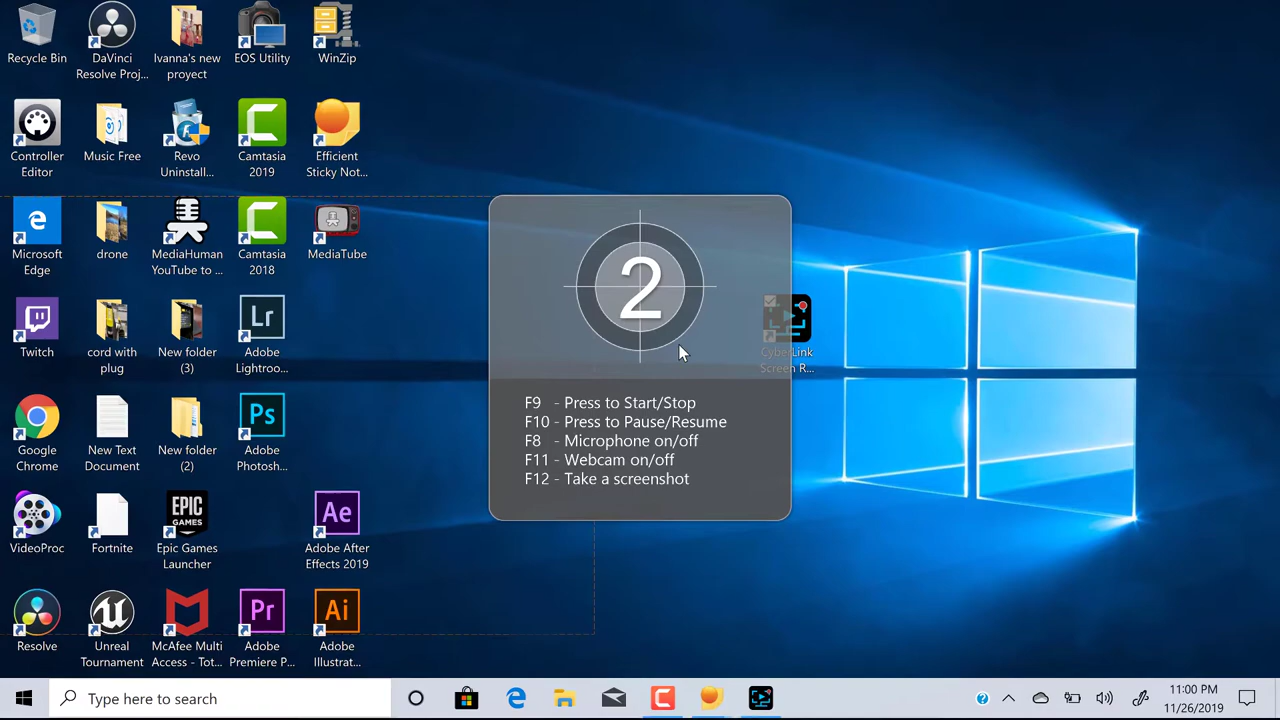 Recycle Bin
DaVinci
Resolve Proj...
Ivanna's new
proyect
EOS Utility
WinZip
Controller
Editor
Music Free
Revo
Uninstall...
Camtasia
2019
Efficient
Sticky Not...
Microsoft
Edge
drone
MediaHuman
YouTube to ...
Camtasia
2018
MediaTube
Twitch
cord with
plug
New folder
(3)
Lr
Adobe
Lightroo...
CyberLink
Screen R...
Google
Chrome
New Text
Document
New folder
(2)
Ps
Adobe
Photosh...
VideoProc
Fortnite
EPIC
GAMES
Epic Games
Launcher
Ae
Adobe After
Effects 2019
Resolve
Unreal
Tournament
McAfee Multi
Access - Tot...
Pr
Adobe
Premiere P...
Ai
Adobe
Illustrat...
2
F9 - Press to Start/Stop
F10 - Press to Pause/Resume
F8 - Microphone on/off
F11 - Webcam on/off
F12 - Take a screenshot
Type here to search
1:00 PM
11/26/2019